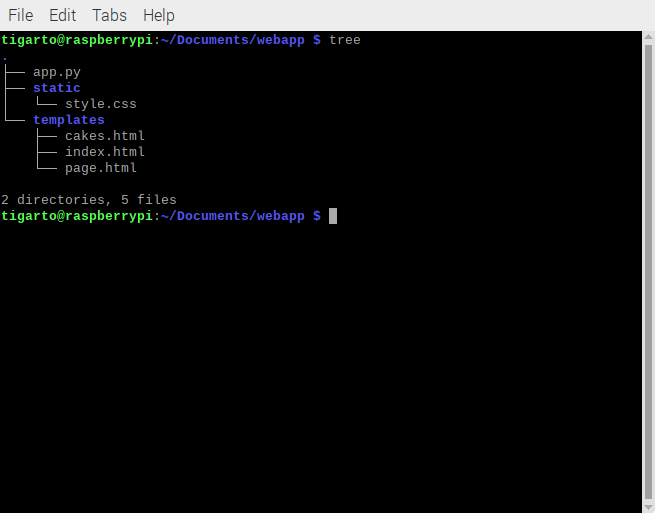 File Edit Tabs Help
tigarto@raspberrypi:~/Documents/webapp $ tree
.
├── app.py
├── static
│   └── style.css
└── templates
    ├── cakes.html
    ├── index.html
    └── page.html
2 directories, 5 files
tigarto@raspberrypi:~/Documents/webapp $